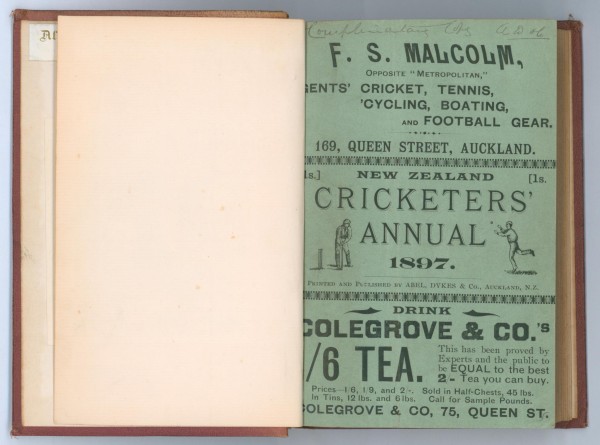 Complimentary
F. S. MALCOLM,
OPPOSITE "METROPOLITAN,"
GENTS' CRICKET, TENNIS,
'CYCLING, BOATING,
AND FOOTBALL GEAR.
169, QUEEN STREET, AUCKLAND.
1s.] NEW ZEALAND [1s.
CRICKETERS'
ANNUAL
1897.
PRINTED AND PUBLISHED BY ABEL, DYKES & CO., AUCKLAND, N.Z.
DRINK
COLEGROVE & CO.'S
/6 TEA.
This has been proved by
Experts and the public to
be EQUAL to the best
2/- Tea you can buy.
Prices—1/6, 1/9, and 2/-. Sold in Half-Chests, 45 lbs.
In Tins, 12 lbs. and 6 lbs. Call for Sample Pounds.
COLEGROVE & CO, 75, QUEEN ST.